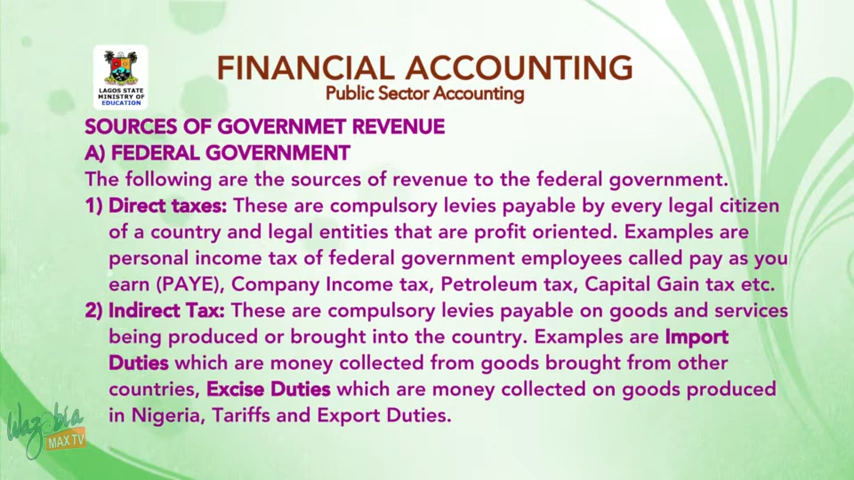 FINANCIAL ACCOUNTING
Public Sector Accounting
LAGOS STATE
MINISTRY OF
EDUCATION
SOURCES OF GOVERNMET REVENUE
A) FEDERAL GOVERNMENT
The following are the sources of revenue to the federal government.
1) Direct taxes: These are compulsory levies payable by every legal citizen
of a country and legal entities that are profit oriented. Examples are
personal income tax of federal government employees called pay as you
earn (PAYE), Company Income tax, Petroleum tax, Capital Gain tax etc.
2) Indirect Tax: These are compulsory levies payable on goods and services
being produced or brought into the country. Examples are Import
Duties which are money collected from goods brought from other
countries, Excise Duties which are money collected on goods produced
in Nigeria, Tariffs and Export Duties.
Wazobia
MAX TV